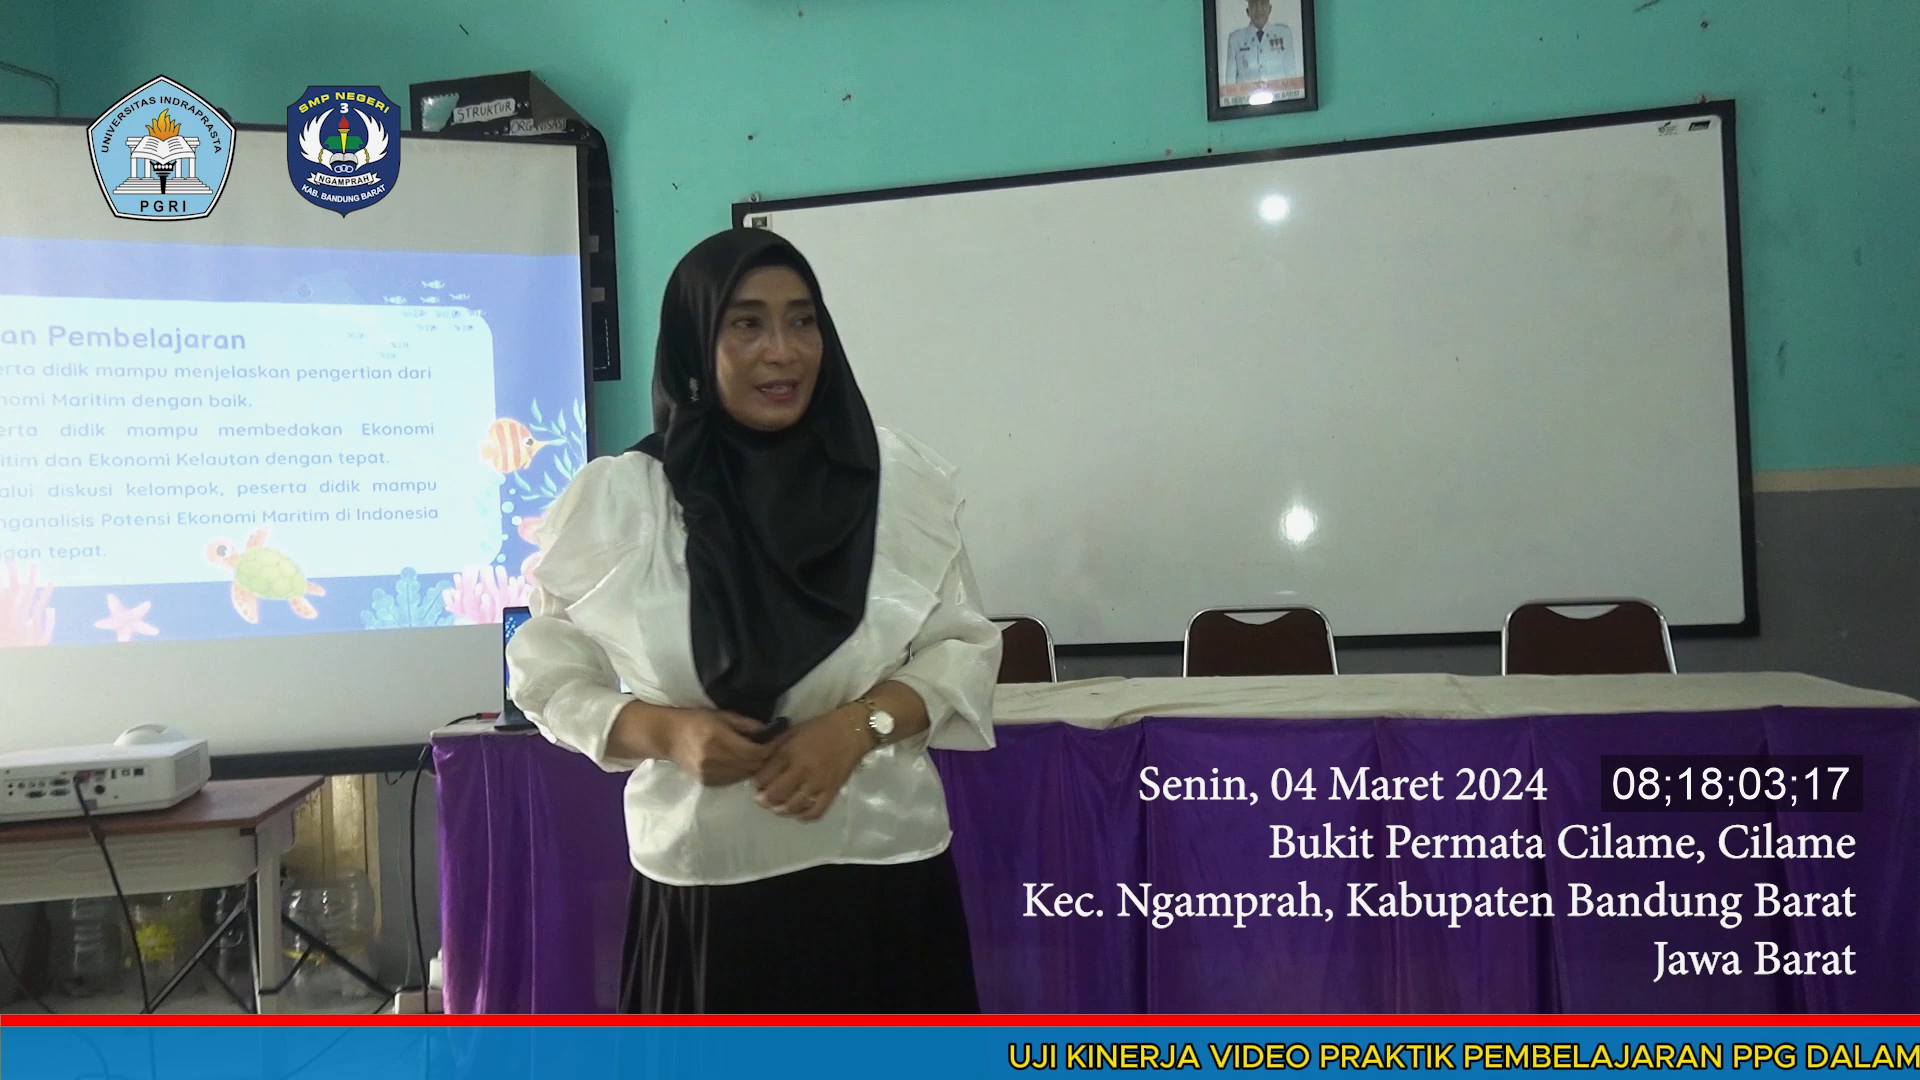 UNIVERSITAS INDRAPRASTA
PGRI
SMP NEGERI
3
NGAMPRAH
KAB. BANDUNG BARAT
STRUKTUR
ORGANISASI
an Pembelajaran
erta didik mampu menjelaskan pengertian dari
nomi Maritim dengan baik.
erta didik mampu membedakan Ekonomi
itim dan Ekonomi Kelautan dengan tepat.
alui diskusi kelompok, peserta didik mampu
nganalisis Potensi Ekonomi Maritim di Indonesia
ngan tepat.
Senin, 04 Maret 2024 08;18;03;17
Bukit Permata Cilame, Cilame
Kec. Ngamprah, Kabupaten Bandung Barat
Jawa Barat
UJI KINERJA VIDEO PRAKTIK PEMBELAJARAN PPG DALAM